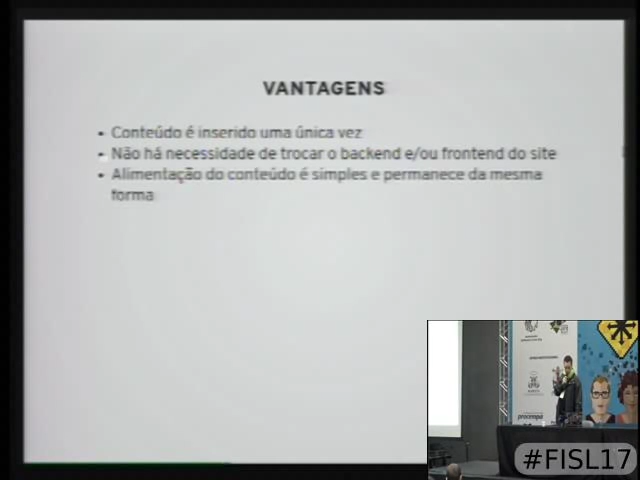 VANTAGENS
• Conteúdo é inserido uma única vez
• Não há necessidade de trocar o backend e/ou frontend do site
• Alimentação do conteúdo é simples e permanece da mesma
forma
procempa
#FISL17